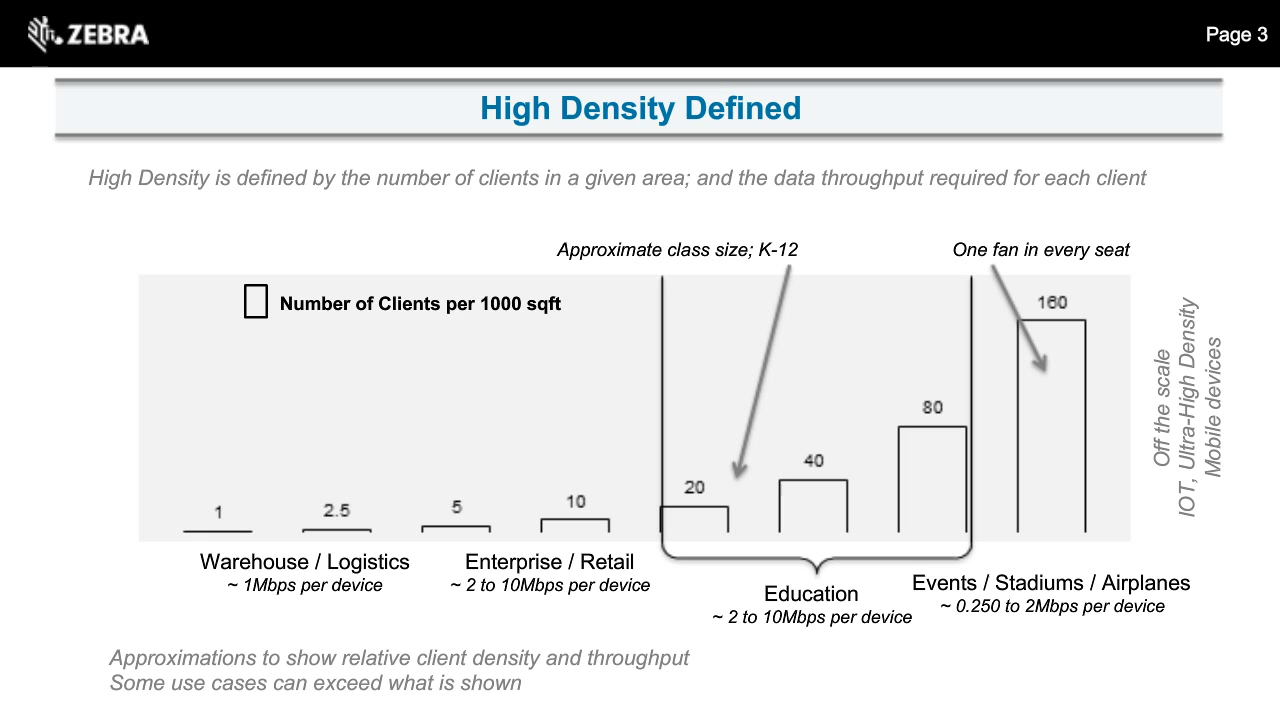 ZEBRA
Page 3
High Density Defined
High Density is defined by the number of clients in a given area; and the data throughput required for each client
Approximate class size; K-12
One fan in every seat
Number of Clients per 1000 sqft
1
2.5
5
10
20
40
80
160
Off the scale
IOT, Ultra-High Density
Mobile devices
Warehouse / Logistics
~ 1Mbps per device
Enterprise / Retail
~ 2 to 10Mbps per device
Education
~ 2 to 10Mbps per device
Events / Stadiums / Airplanes
~ 0.250 to 2Mbps per device
Approximations to show relative client density and throughput
Some use cases can exceed what is shown